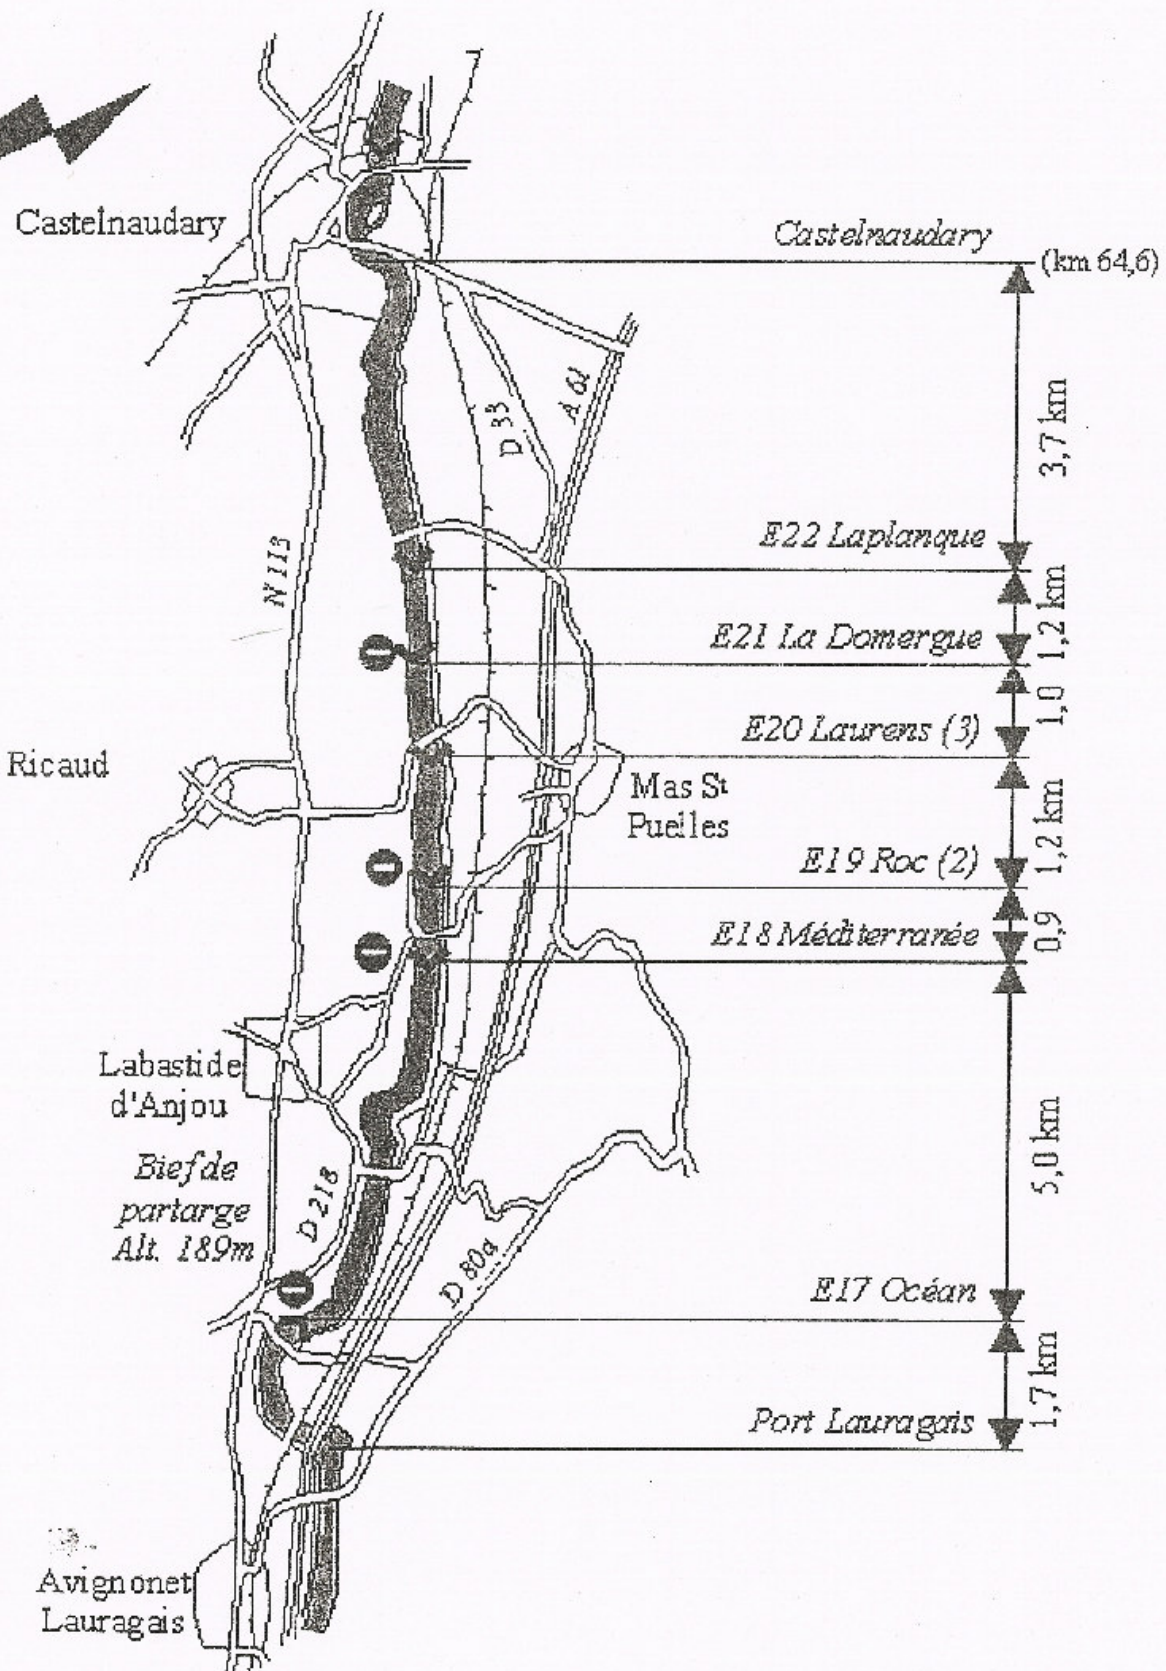 Castelnaudary
Castelnaudary
(km 64,6)
3,7 km
D 33
A 61
E22 Laplanque
N 113
1,2 km
E21 La Domergue
1,0
E20 Laurens (3)
Ricaud
Mas St
Puelles
1,2 km
E19 Roc (2)
0,9
E18 Méditerranée
Labastide
d'Anjou
5,0 km
Bief de
partarge
Alt. 189m
D 218
D 80a
E17 Océan
1,7 km
Port Lauragais
Avignonet
Lauragais